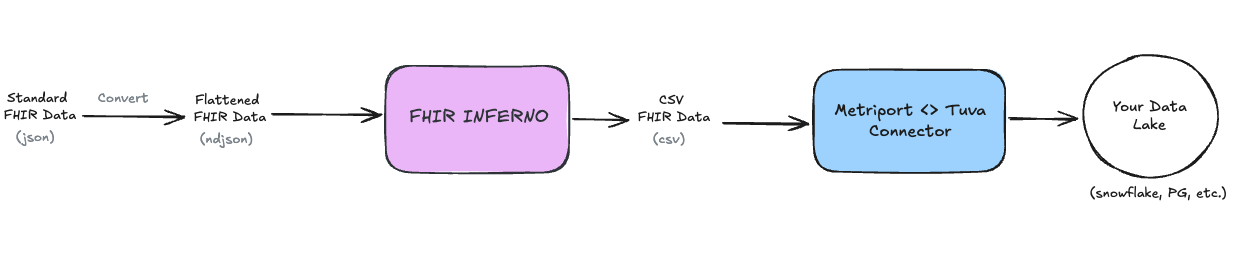 Standard
FHIR Data
(json)
Convert
Flattened
FHIR Data
(ndjson)
FHIR INFERNO
CSV
FHIR Data
(csv)
Metriport <> Tuva
Connector
Your Data
Lake
(snowflake, PG, etc.)